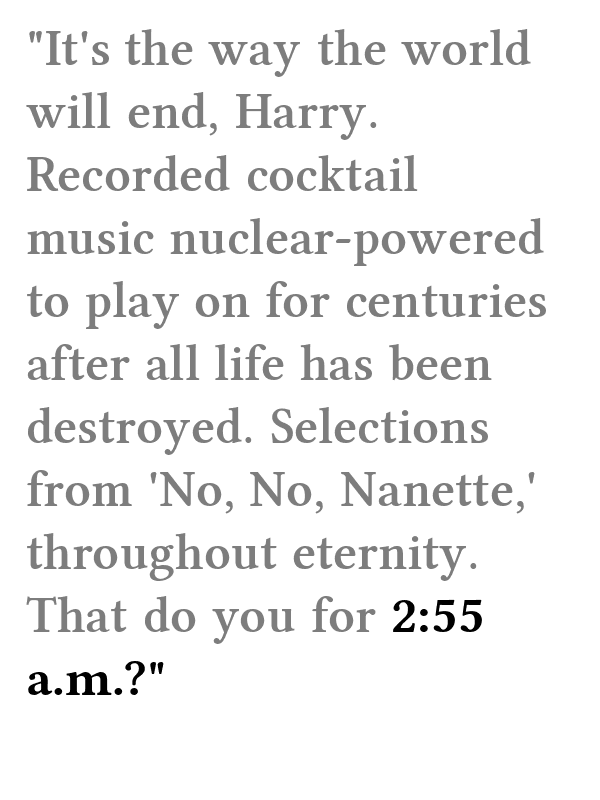 "It's the way the world
will end, Harry.
Recorded cocktail
music nuclear-powered
to play on for centuries
after all life has been
destroyed. Selections
from 'No, No, Nanette,'
throughout eternity.
That do you for 2:55
a.m.?"